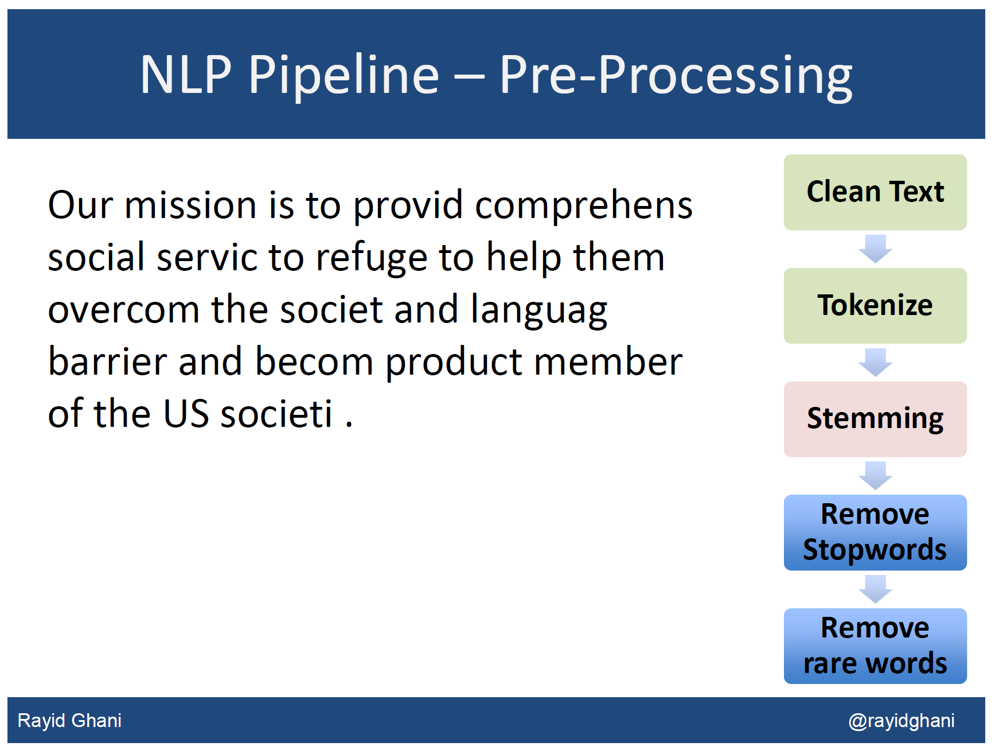 NLP Pipeline – Pre-Processing
Our mission is to provid comprehens
social servic to refuge to help them
overcom the societ and languag
barrier and becom product member
of the US societi .
Clean Text
Tokenize
Stemming
Remove
Stopwords
Remove
rare words
Rayid Ghani
@rayidghani